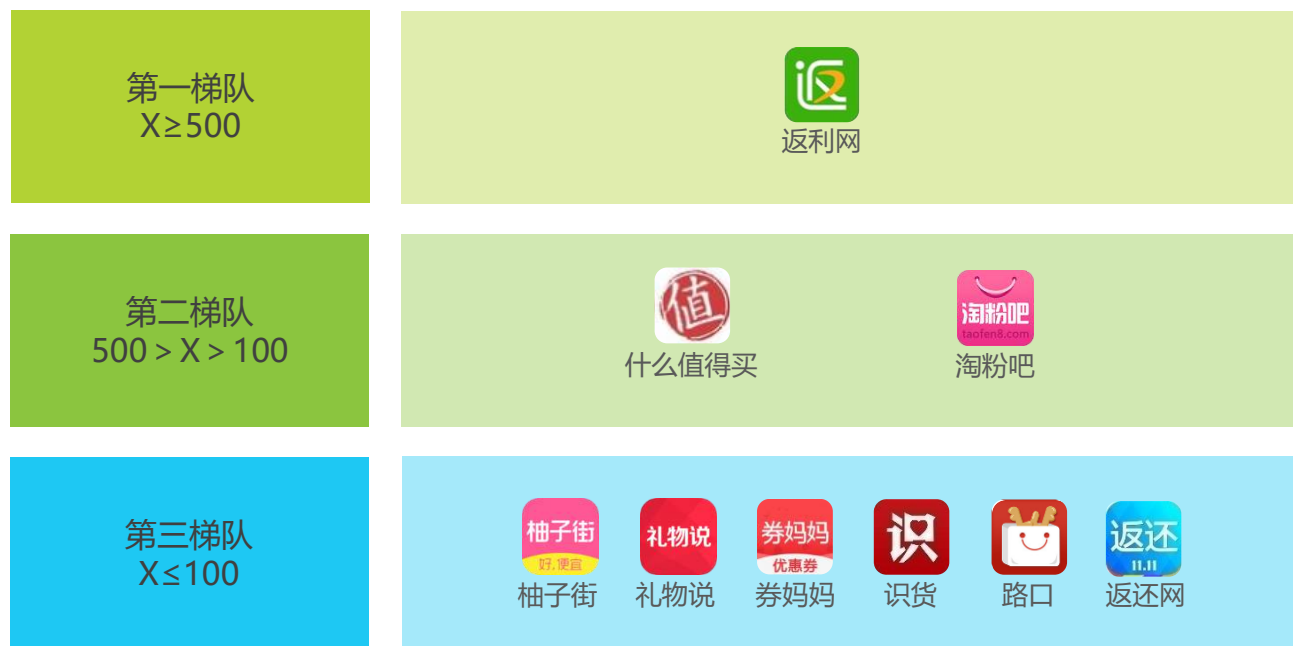 第一梯队
X≥500
返
返利网
第二梯队
500 > X > 100
值
什么值得买
淘粉吧
taofen8.com
淘粉吧
第三梯队
X≤100
柚子街
好.便宜
柚子街
礼物说
礼物说
券妈妈
优惠券
券妈妈
识
识货
路口
返还
11.11
返还网